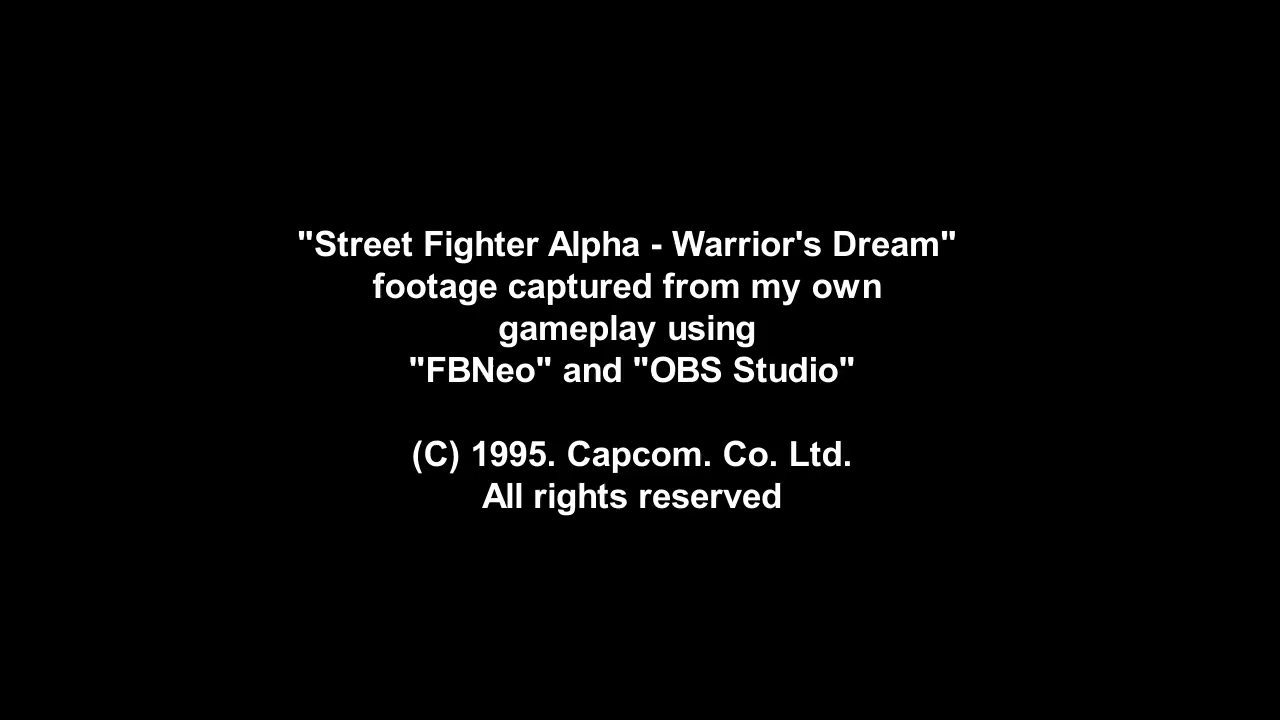 "Street Fighter Alpha - Warrior's Dream"
footage captured from my own
gameplay using
"FBNeo" and "OBS Studio"
(C) 1995. Capcom. Co. Ltd.
All rights reserved